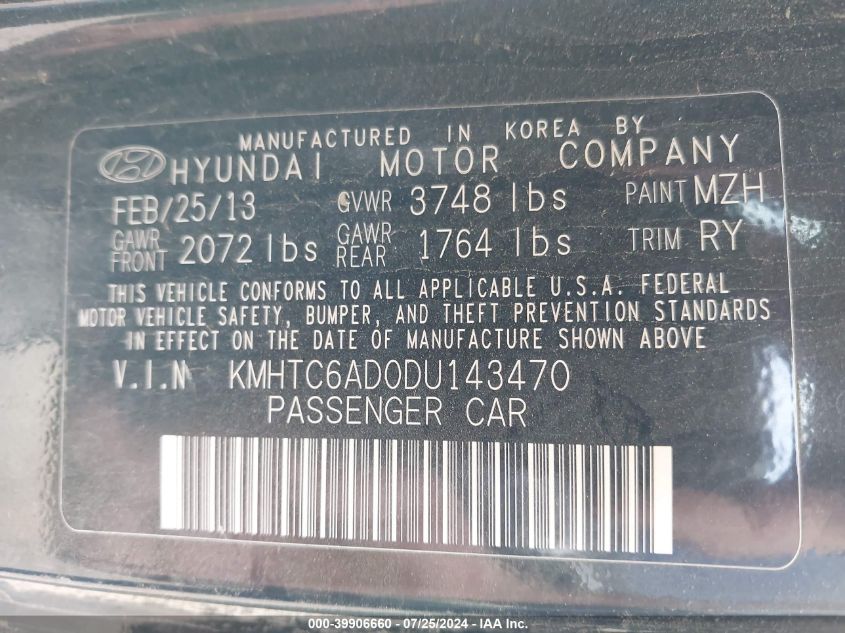 MANUFACTURED IN KOREA BY
HYUNDAI MOTOR COMPANY
FEB/25/13 GVWR 3748 lbs PAINT MZH
GAWR FRONT 2072 lbs GAWR REAR 1764 lbs TRIM RY
THIS VEHICLE CONFORMS TO ALL APPLICABLE U.S.A. FEDERAL
MOTOR VEHICLE SAFETY, BUMPER, AND THEFT PREVENTION STANDARDS
IN EFFECT ON THE DATE OF MANUFACTURE SHOWN ABOVE
V.I.N KMHTC6AD0DU143470
PASSENGER CAR
000-39906660 - 07/25/2024 - IAA Inc.